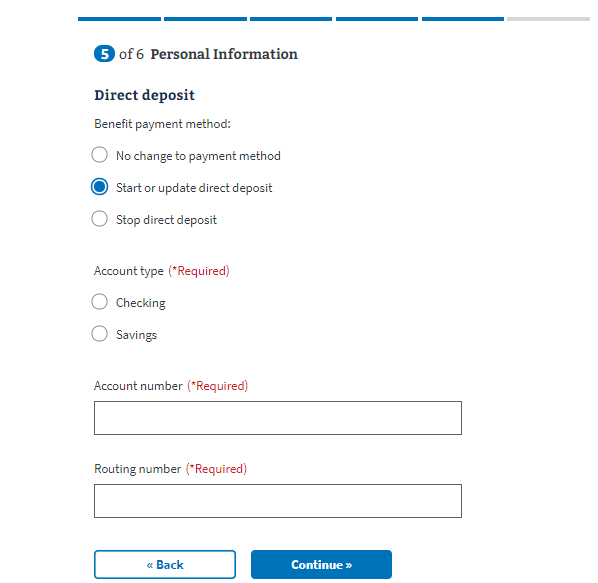 5 of 6 Personal Information
Direct deposit
Benefit payment method:
No change to payment method
Start or update direct deposit
Stop direct deposit
Account type (*Required)
Checking
Savings
Account number (*Required)
Routing number (*Required)
« Back
Continue »